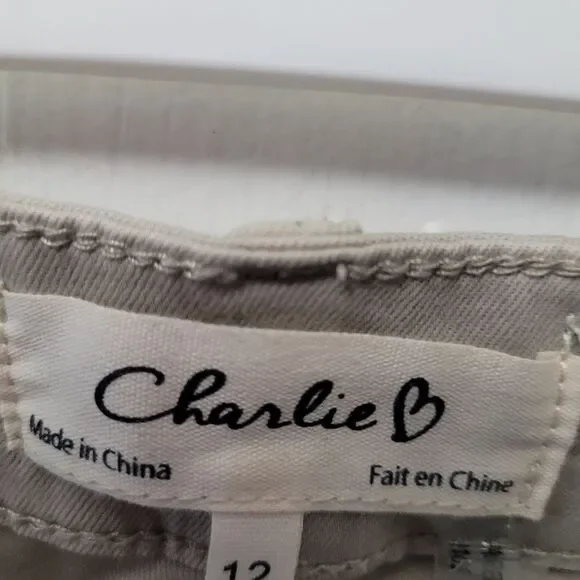 Charlie B
Made in China
Fait en Chine
12